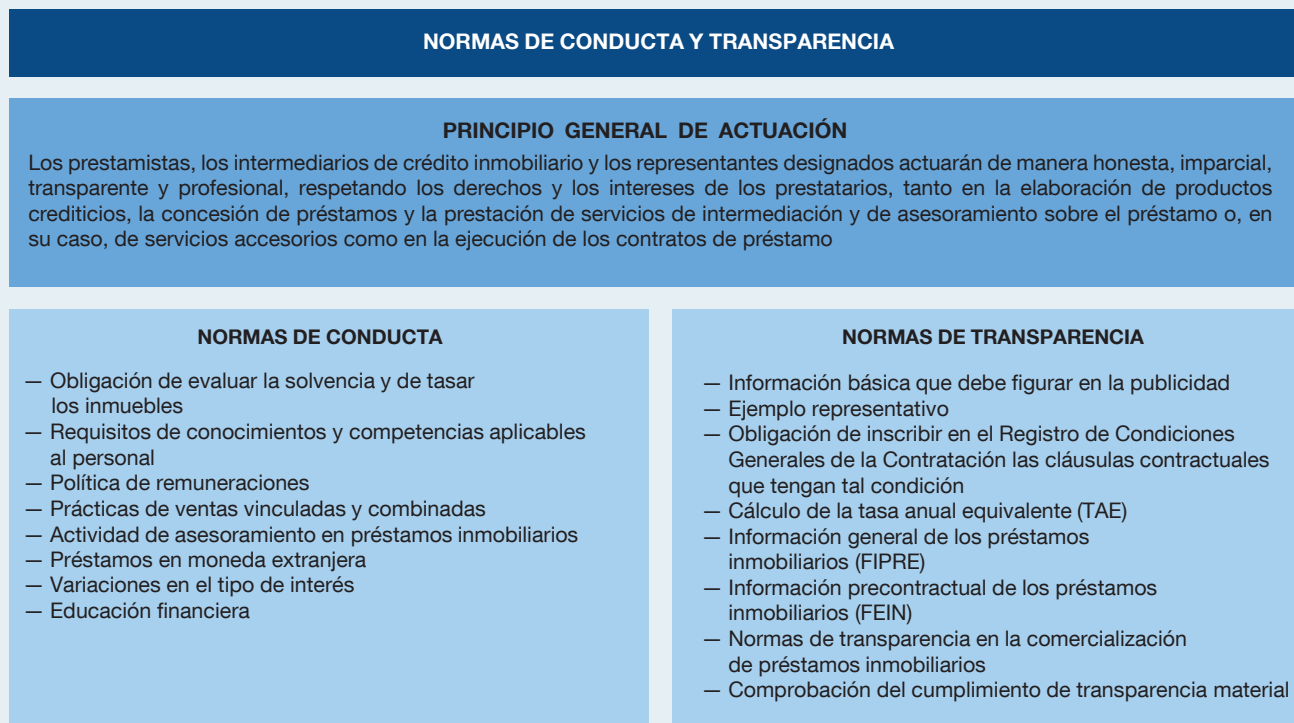 NORMAS DE CONDUCTA Y TRANSPARENCIA
PRINCIPIO GENERAL DE ACTUACIÓN
Los prestamistas, los intermediarios de crédito inmobiliario y los representantes designados actuarán de manera honesta, imparcial,
transparente y profesional, respetando los derechos y los intereses de los prestatarios, tanto en la elaboración de productos
crediticios, la concesión de préstamos y la prestación de servicios de intermediación y de asesoramiento sobre el préstamo o, en
su caso, de servicios accesorios como en la ejecución de los contratos de préstamo
NORMAS DE CONDUCTA
— Obligación de evaluar la solvencia y de tasar
los inmuebles
— Requisitos de conocimientos y competencias aplicables
al personal
— Política de remuneraciones
— Prácticas de ventas vinculadas y combinadas
— Actividad de asesoramiento en préstamos inmobiliarios
— Préstamos en moneda extranjera
— Variaciones en el tipo de interés
— Educación financiera
NORMAS DE TRANSPARENCIA
— Información básica que debe figurar en la publicidad
— Ejemplo representativo
— Obligación de inscribir en el Registro de Condiciones
Generales de la Contratación las cláusulas contractuales
que tengan tal condición
— Cálculo de la tasa anual equivalente (TAE)
— Información general de los préstamos
inmobiliarios (FIPRE)
— Información precontractual de los préstamos
inmobiliarios (FEIN)
— Normas de transparencia en la comercialización
de préstamos inmobiliarios
— Comprobación del cumplimiento de transparencia material